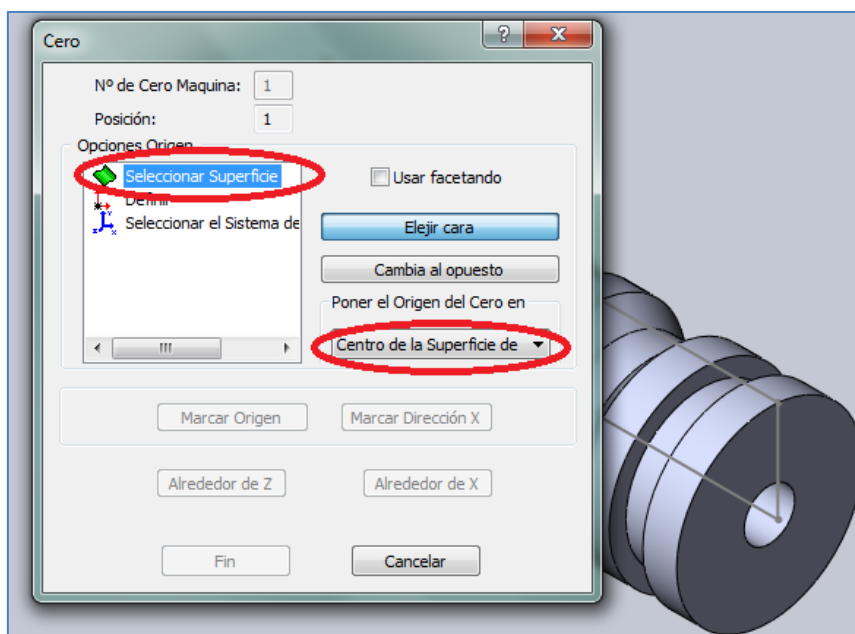 Cero
Nº de Cero Maquina: 1
Posición: 1
Opciones Origen
Seleccionar Superficie
Definir
Seleccionar el Sistema de
Usar facetando
Elejir cara
Cambia al opuesto
Poner el Origen del Cero en
Centro de la Superficie de
Marcar Origen
Marcar Dirección X
Alrededor de Z
Alrededor de X
Fin
Cancelar